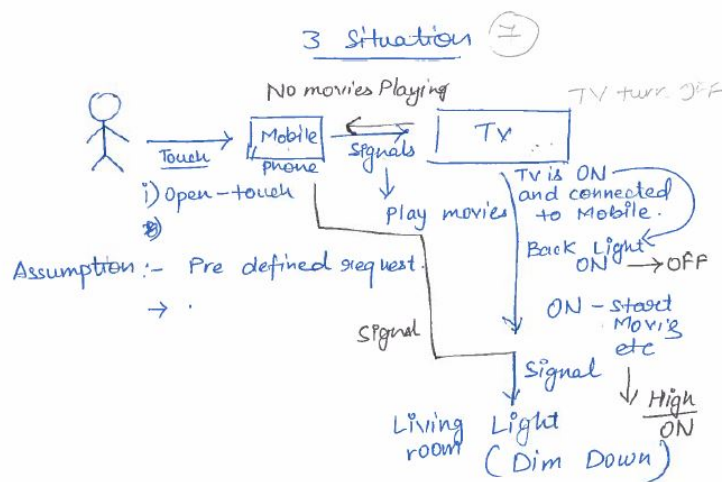 3 Situation 1
No movies Playing
TV turn OFF
Mobile
phone
TV
Touch
Signals
i) Open-touch
Play movies
TV is ON
and connected
to Mobile.
Back Light
ON → OFF
Assumption :- Pre defined request.
→ .
Signal
ON - Start
Movie
etc
Signal
High
ON
Living Light
room (Dim Down)